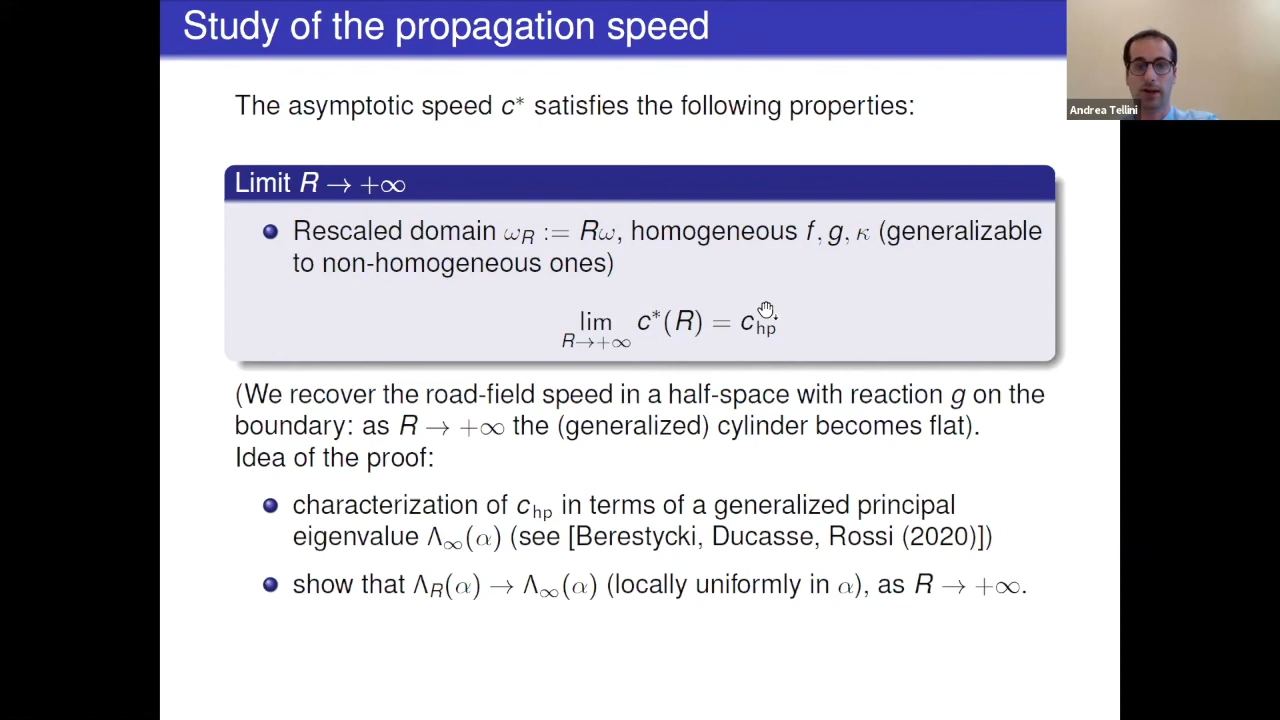 Study of the propagation speed
Andrea Tellini
The asymptotic speed c* satisfies the following properties:
Limit R → +∞
Rescaled domain ω_R := Rω, homogeneous f, g, κ (generalizable
to non-homogeneous ones)
lim_{R→+∞} c*(R) = c_hp.
(We recover the road-field speed in a half-space with reaction g on the
boundary: as R → +∞ the (generalized) cylinder becomes flat).
Idea of the proof:
characterization of c_hp in terms of a generalized principal
eigenvalue Λ_∞(α) (see [Berestycki, Ducasse, Rossi (2020)])
show that Λ_R(α) → Λ_∞(α) (locally uniformly in α), as R → +∞.